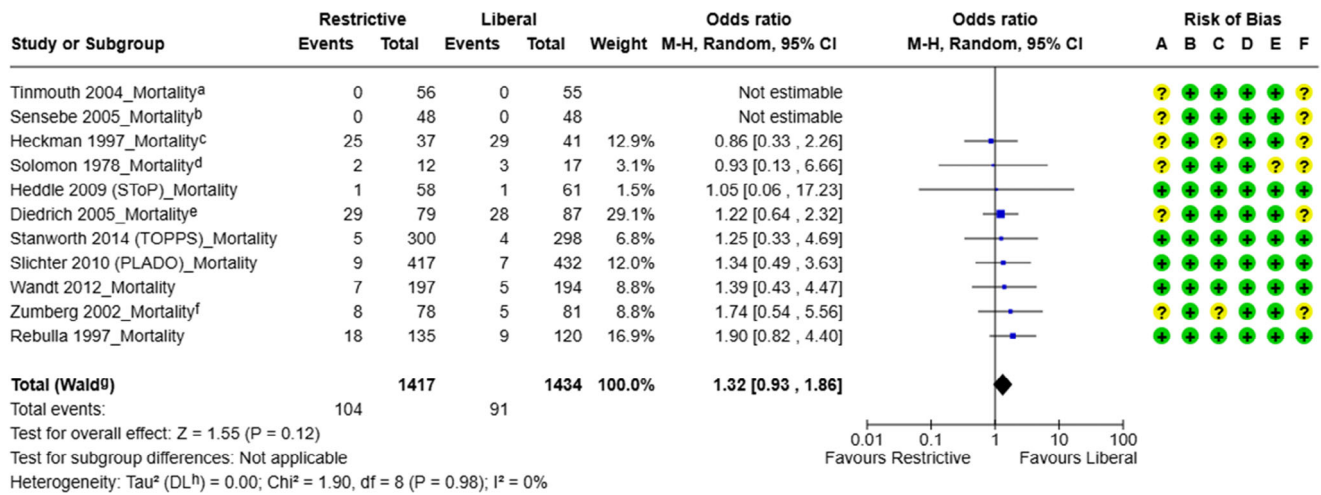 Restrictive Liberal Odds ratio Odds ratio Risk of Bias
Study or Subgroup Events Total Events Total Weight M-H, Random, 95% CI M-H, Random, 95% CI A B C D E F
Tinmouth 2004_Mortalityᵃ 0 56 0 55 Not estimable ? + + + + ?
Sensebe 2005_Mortalityᵇ 0 48 0 48 Not estimable ? + + + + ?
Heckman 1997_Mortalityᶜ 25 37 29 41 12.9% 0.86 [0.33 , 2.26] ? + ? + + ?
Solomon 1978_Mortalityᵈ 2 12 3 17 3.1% 0.93 [0.13 , 6.66] ? + + + ? ?
Heddle 2009 (SToP)_Mortality 1 58 1 61 1.5% 1.05 [0.06 , 17.23] + + + + + +
Diedrich 2005_Mortalityᵉ 29 79 28 87 29.1% 1.22 [0.64 , 2.32] ? + + + + ?
Stanworth 2014 (TOPPS)_Mortality 5 300 4 298 6.8% 1.25 [0.33 , 4.69] + + + + + +
Slichter 2010 (PLADO)_Mortality 9 417 7 432 12.0% 1.34 [0.49 , 3.63] + + + + + +
Wandt 2012_Mortality 7 197 5 194 8.8% 1.39 [0.43 , 4.47] + + + + + +
Zumberg 2002_Mortalityᶠ 8 78 5 81 8.8% 1.74 [0.54 , 5.56] ? + ? + + ?
Rebulla 1997_Mortality 18 135 9 120 16.9% 1.90 [0.82 , 4.40] + + + + + +
Total (Waldᵍ) 1417 1434 100.0% 1.32 [0.93 , 1.86]
Total events: 104 91
Test for overall effect: Z = 1.55 (P = 0.12)
Test for subgroup differences: Not applicable
Heterogeneity: Tau² (DLʰ) = 0.00; Chi² = 1.90, df = 8 (P = 0.98); I² = 0%
0.01 0.1 1 10 100
Favours Restrictive Favours Liberal